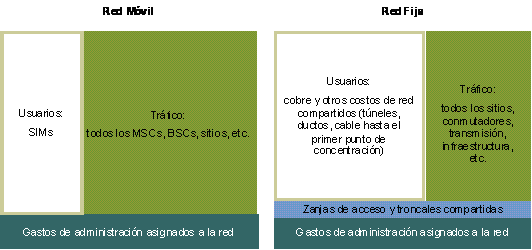 Red Móvil
Usuarios:
SIMs
Tráfico:
todos los MSCs, BSCs, sitios, etc.
Gastos de administración asignados a la red
Red Fija
Usuarios:
cobre y otros costos de red
compartidos (túneles,
ductos, cable hasta el
primer punto de
concentración)
Tráfico:
todos los sitios,
conmutadores,
transmisión,
infraestructura,
etc.
Zanjas de acceso y troncales compartidas
Gastos de administración asignados a la red